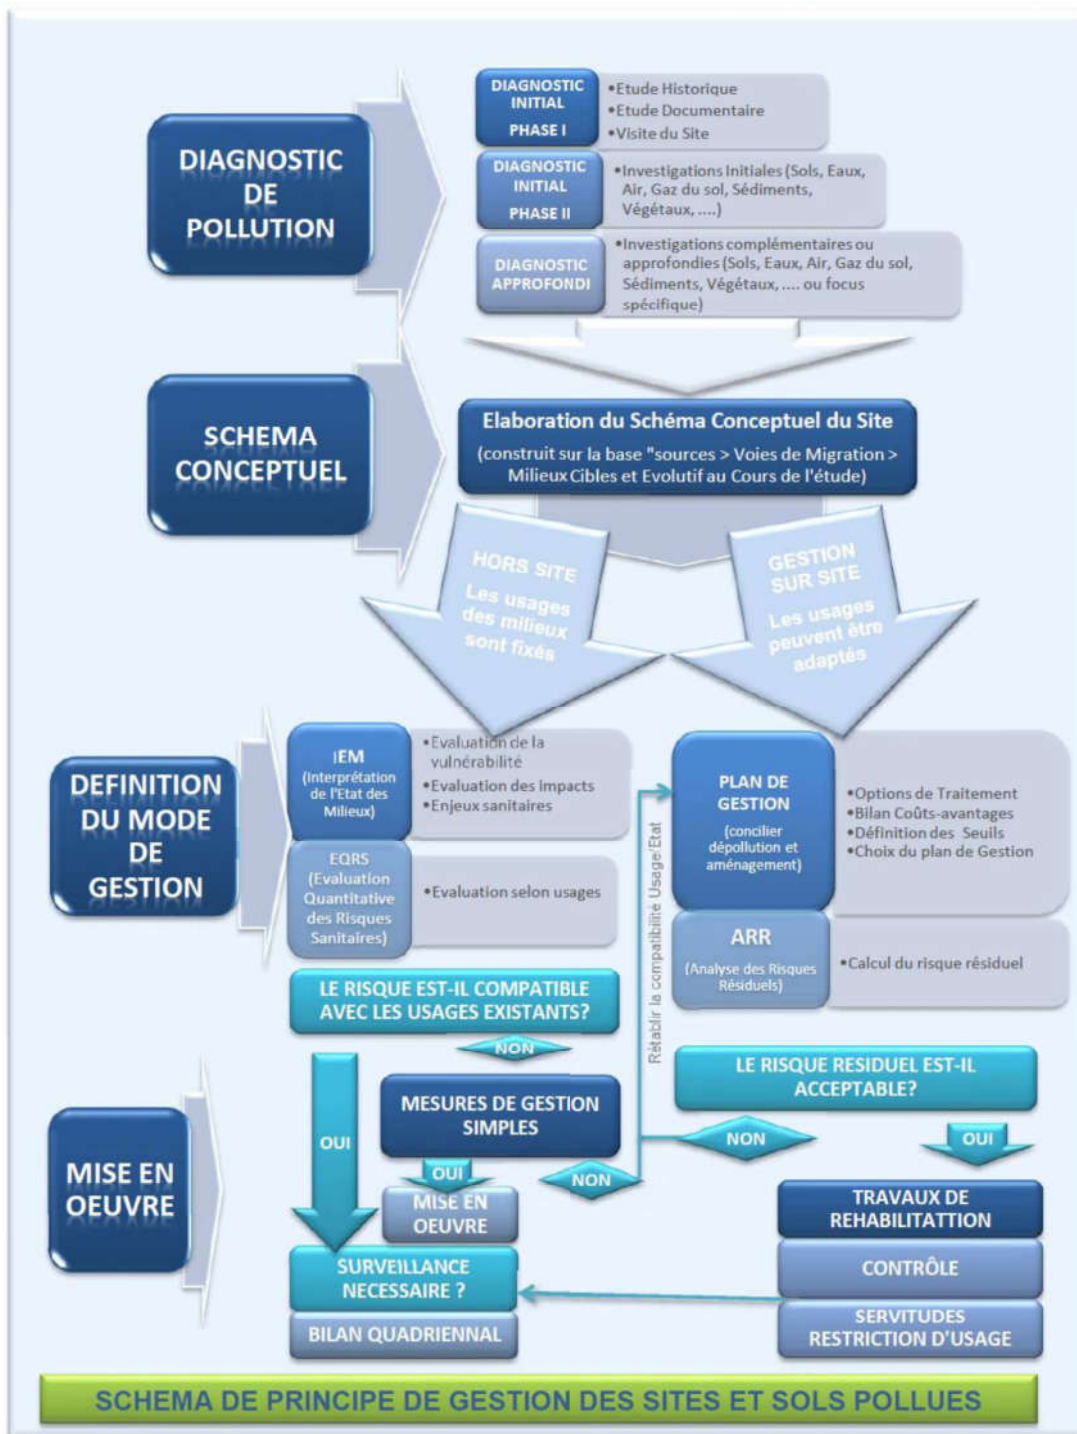 DIAGNOSTIC
DE
POLLUTION
DIAGNOSTIC
INITIAL
PHASE I
•Etude Historique
•Etude Documentaire
•Visite du Site
DIAGNOSTIC
INITIAL
PHASE II
•Investigations Initiales (Sols, Eaux,
Air, Gaz du sol, Sédiments,
Végétaux, ....)
DIAGNOSTIC
APPROFONDI
•Investigations complémentaires ou
approfondies (Sols, Eaux, Air, Gaz du sol,
Sédiments, Végétaux, .... ou focus
spécifique)
SCHEMA
CONCEPTUEL
Elaboration du Schéma Conceptuel du Site
(construit sur la base "sources > Voies de Migration >
Milieux Cibles et Evolutif au Cours de l'étude)
HORS SITE
Les usages
des milieux
sont fixés
GESTION
SUR SITE
Les usages
peuvent être
adaptés
DEFINITION
DU MODE
DE
GESTION
IEM
(Interprétation
de l'Etat des
Milieux)
•Evaluation de la
vulnérabilité
•Evaluation des impacts
•Enjeux sanitaires
EQRS
(Evaluation
Quantitative
des Risques
Sanitaires)
•Evaluation selon usages
Rétablir la compatibilité Usage/Etat
PLAN DE
GESTION
(concilier
dépollution et
aménagement)
•Options de Traitement
•Bilan Coûts-avantages
•Définition des Seuils
•Choix du plan de Gestion
ARR
(Analyse des Risques
Résiduels)
•Calcul du risque résiduel
LE RISQUE EST-IL COMPATIBLE
AVEC LES USAGES EXISTANTS?
NON
LE RISQUE RESIDUEL EST-IL
ACCEPTABLE?
MISE EN
OEUVRE
OUI
MESURES DE GESTION
SIMPLES
OUI
NON
NON
OUI
MISE EN
OEUVRE
TRAVAUX DE
REHABILITATTION
CONTRÔLE
SERVITUDES
RESTRICTION D'USAGE
SURVEILLANCE
NECESSAIRE ?
BILAN QUADRIENNAL
SCHEMA DE PRINCIPE DE GESTION DES SITES ET SOLS POLLUES